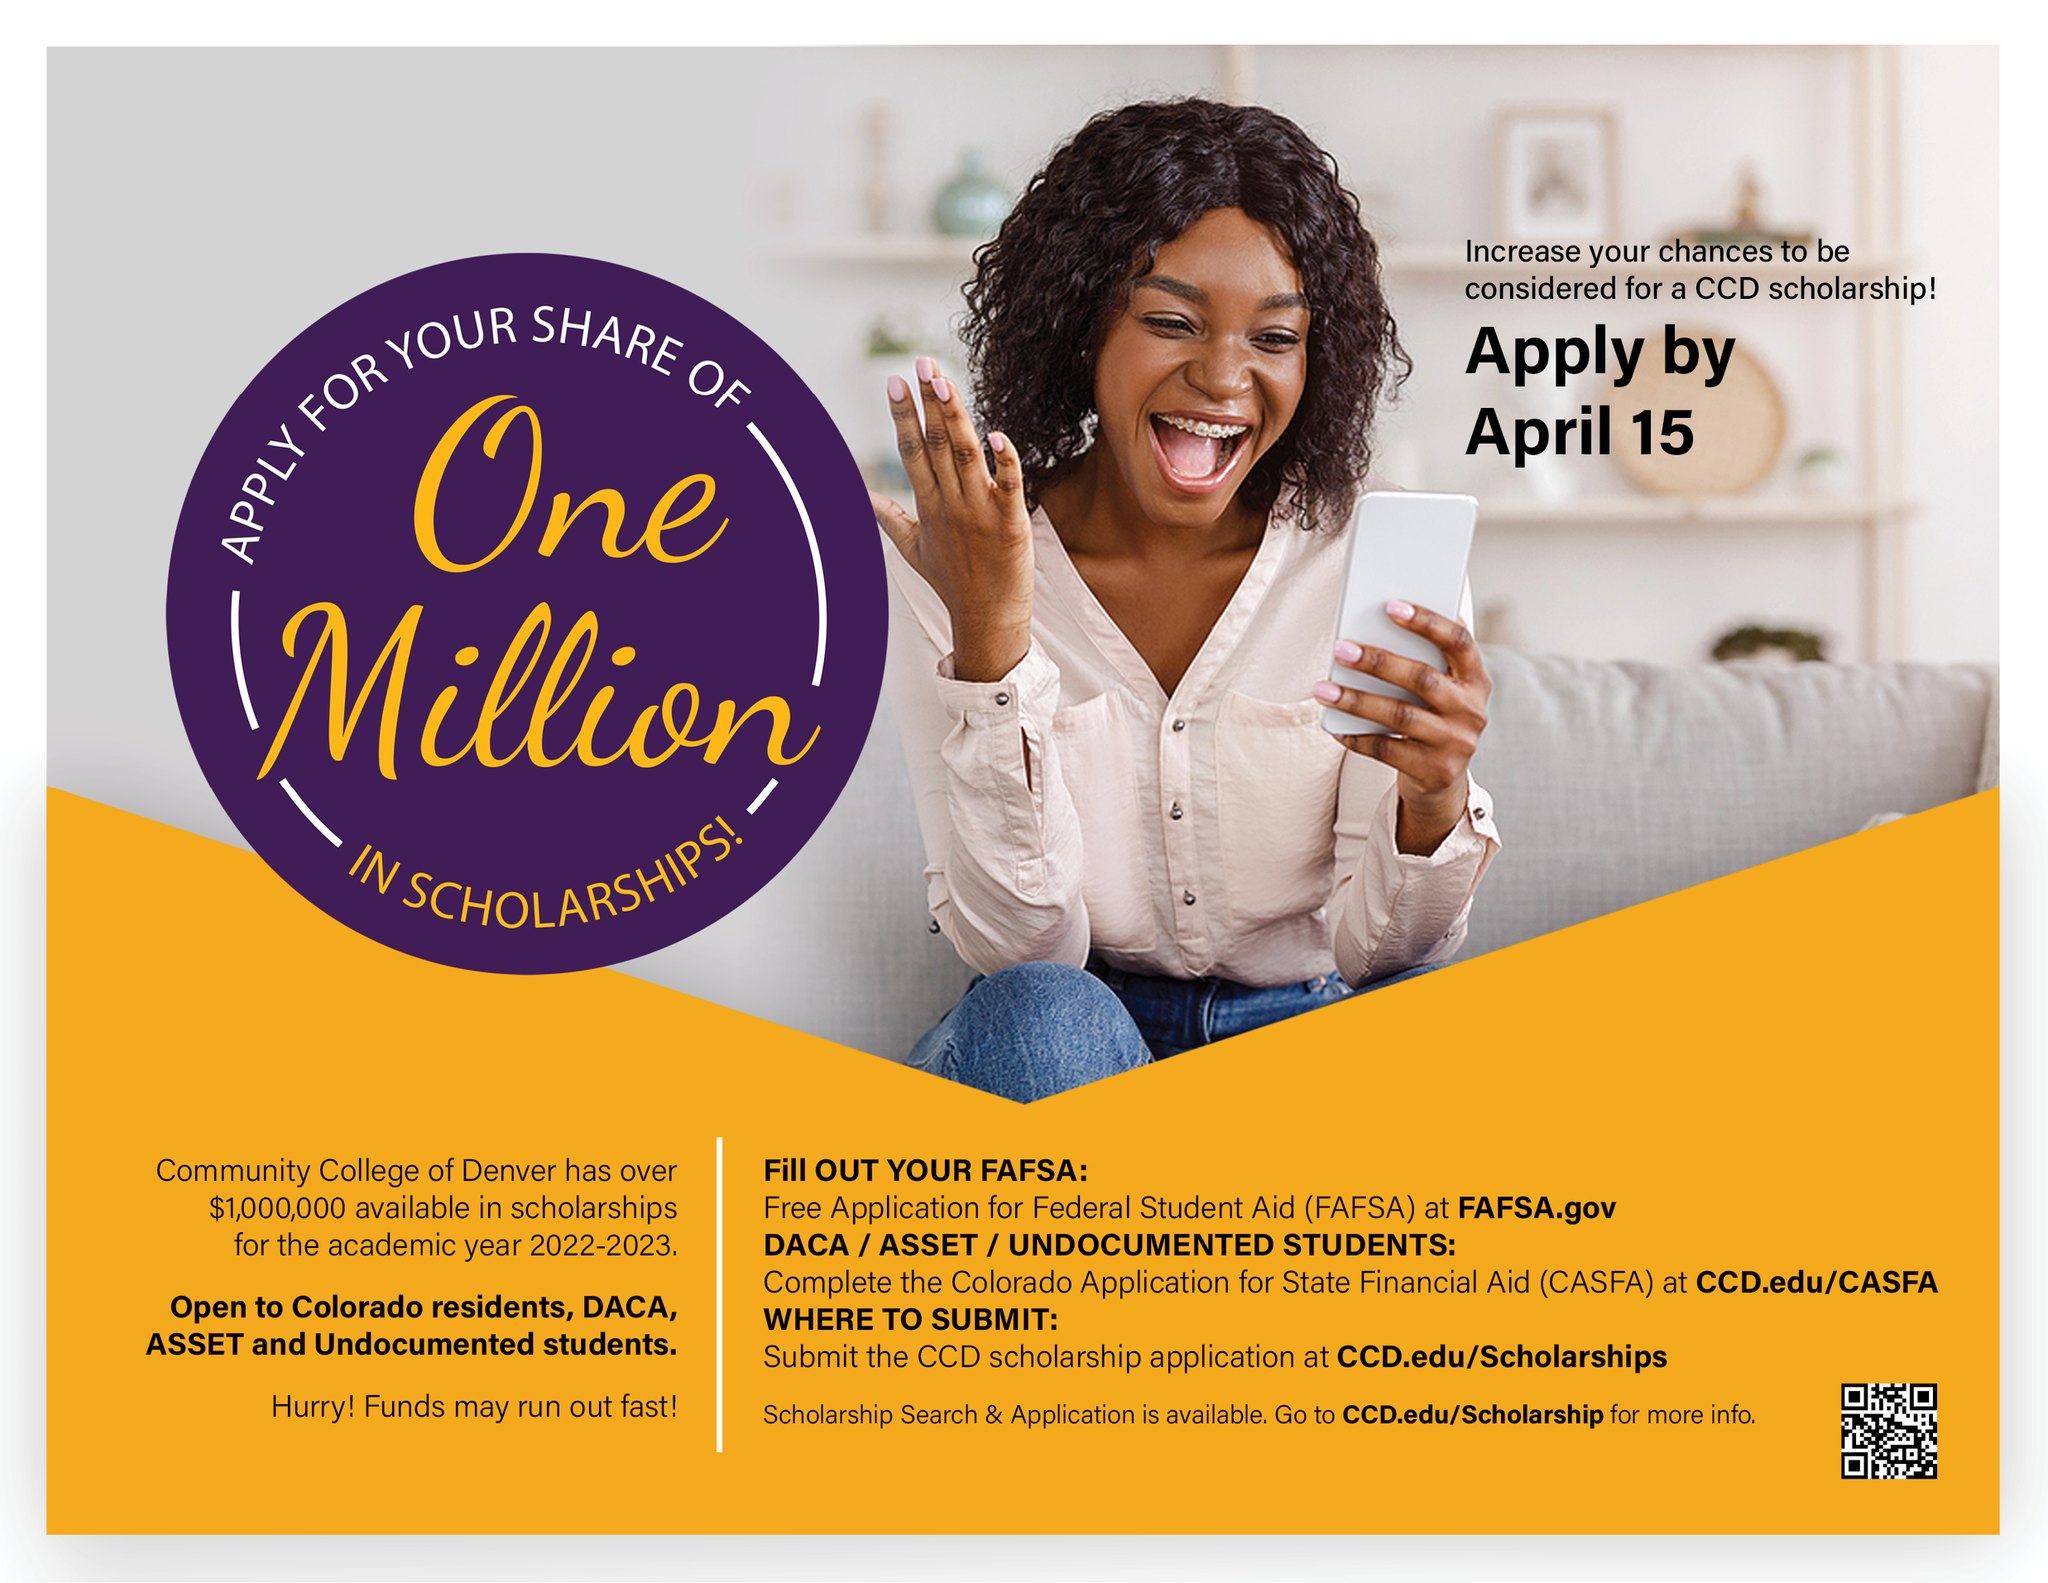 APPLY FOR YOUR SHARE OF
One
Million
IN SCHOLARSHIPS!
Increase your chances to be
considered for a CCD scholarship!
Apply by
April 15
Community College of Denver has over
$1,000,000 available in scholarships
for the academic year 2022-2023.
Open to Colorado residents, DACA,
ASSET and Undocumented students.
Hurry! Funds may run out fast!
Fill OUT YOUR FAFSA:
Free Application for Federal Student Aid (FAFSA) at FAFSA.gov
DACA / ASSET / UNDOCUMENTED STUDENTS:
Complete the Colorado Application for State Financial Aid (CASFA) at CCD.edu/CASFA
WHERE TO SUBMIT:
Submit the CCD scholarship application at CCD.edu/Scholarships
Scholarship Search & Application is available. Go to CCD.edu/Scholarship for more info.